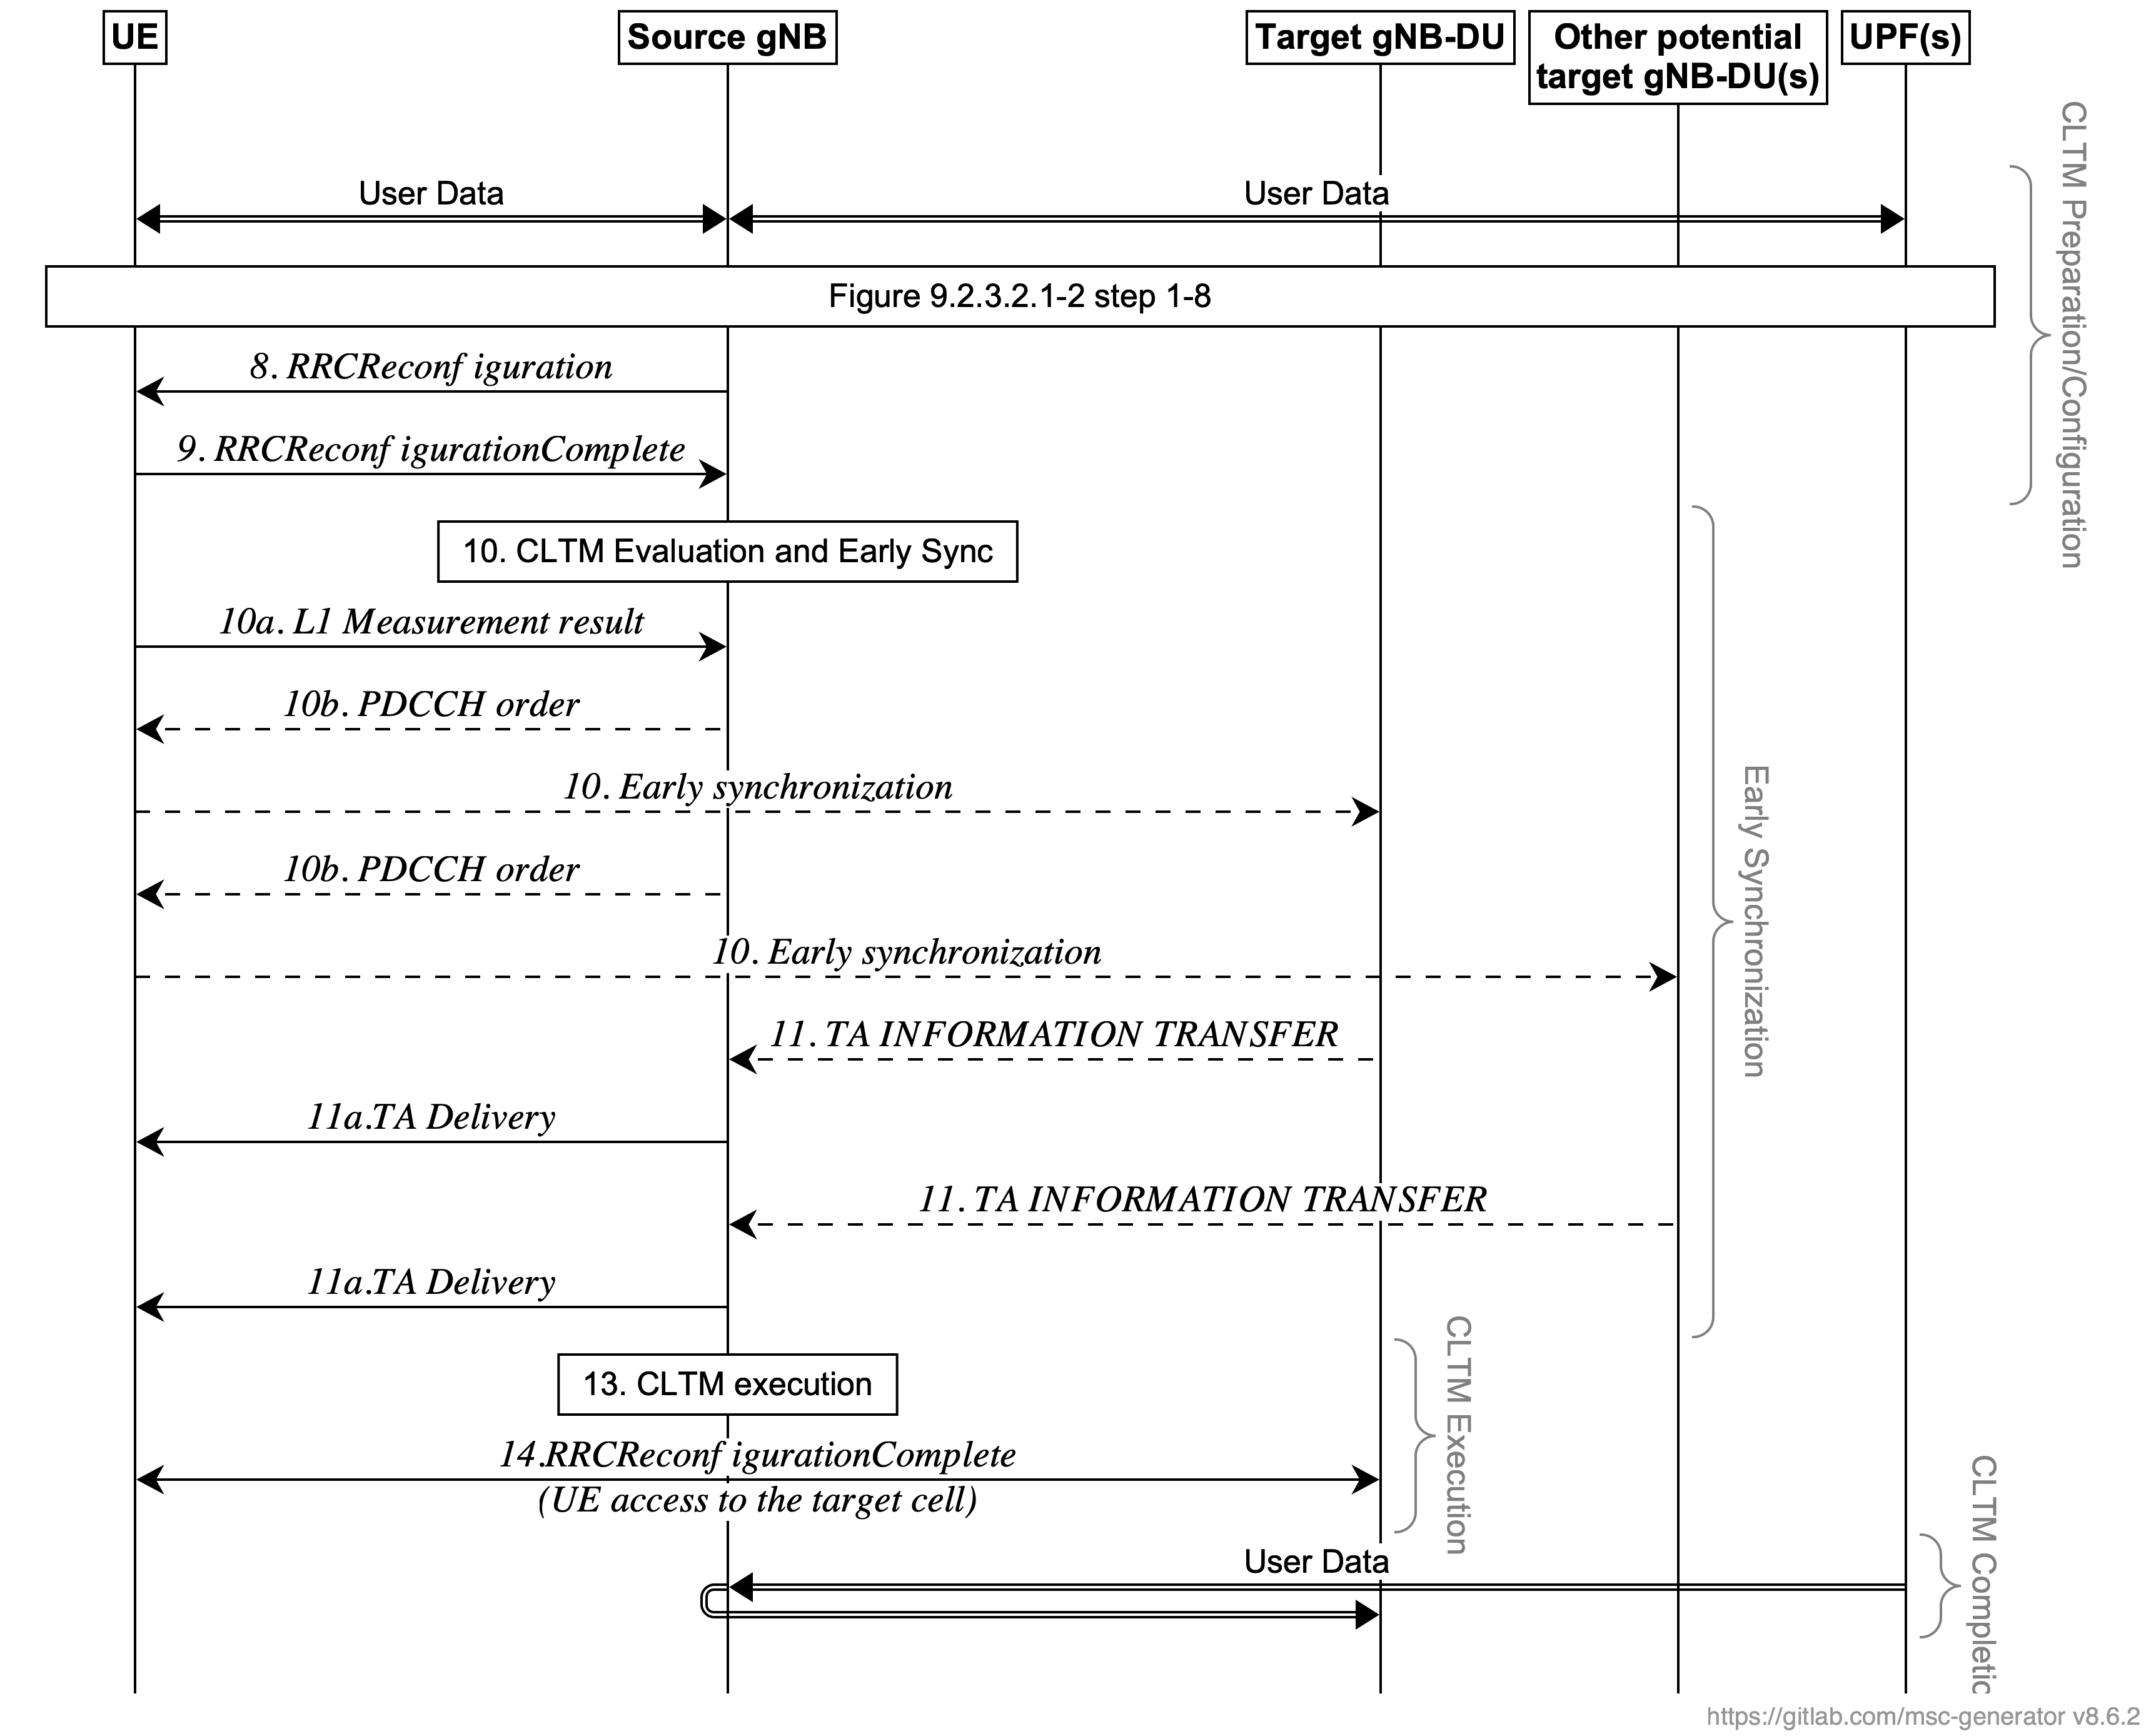 UE
Source gNB
Target gNB-DU
Other potential
target gNB-DU(s)
UPF(s)
User Data
User Data
Figure 9.2.3.2.1-2 step 1-8
8. RRCReconf iguration
9. RRCReconf igurationComplete
CLTM Preparation/Configuration
10. CLTM Evaluation and Early Sync
10a. L1 Measurement result
10b. PDCCH order
10. Early synchronization
10b. PDCCH order
10. Early synchronization
11. TA INFORMATION TRANSFER
11a.TA Delivery
11. TA INFORMATION TRANSFER
11a.TA Delivery
Early Synchronization
13. CLTM execution
14.RRCReconf igurationComplete
(UE access to the target cell)
CLTM Execution
User Data
CLTM Completic
https://gitlab.com/msc-generator v8.6.2